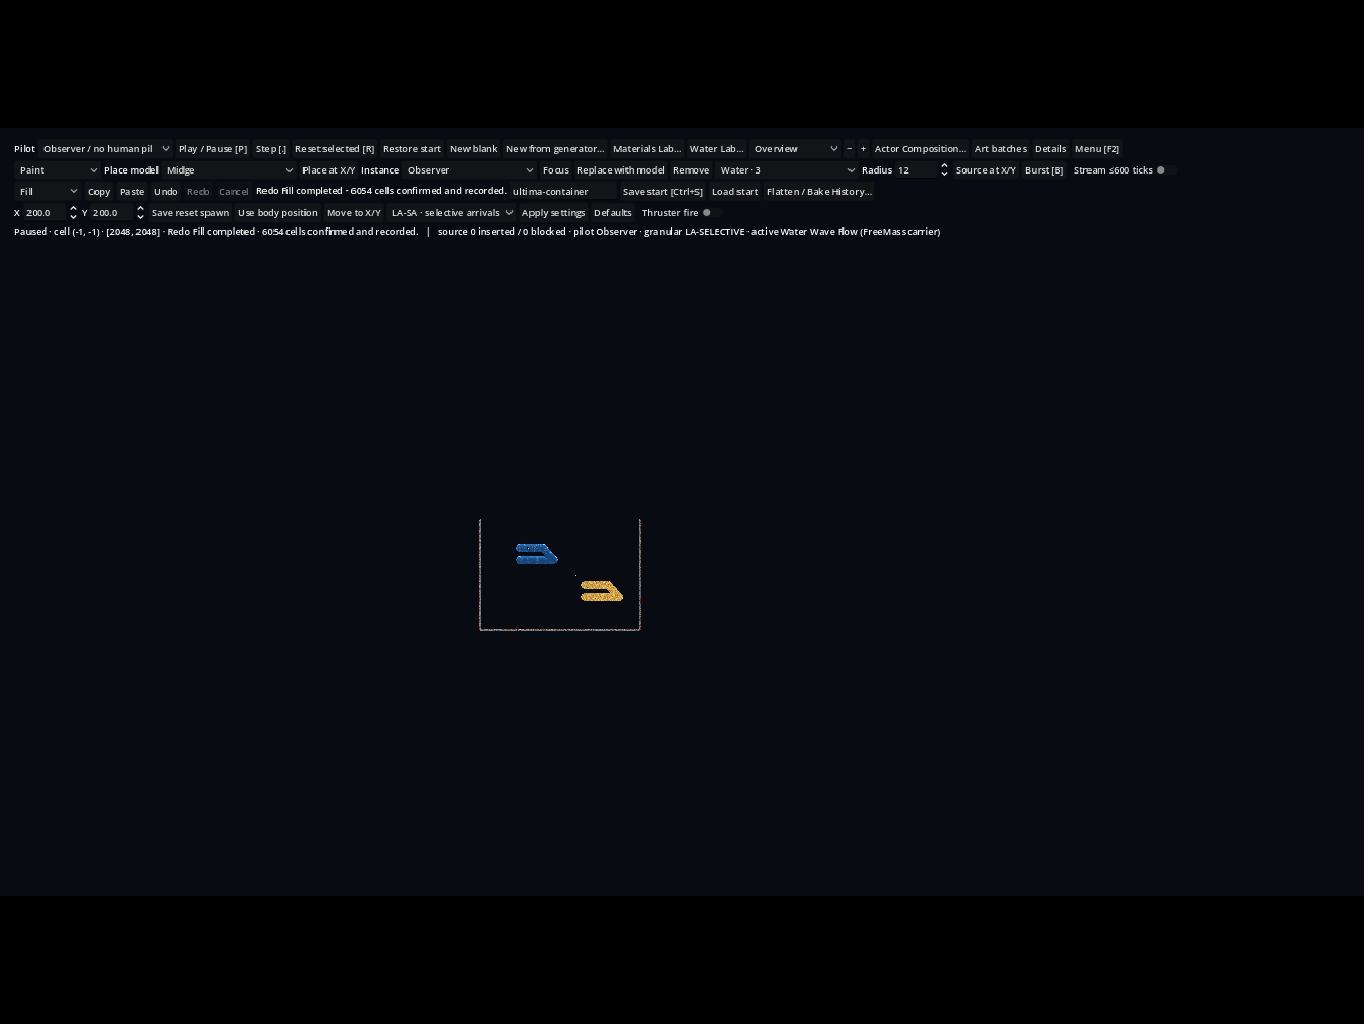 Pilot Observer / no human pil Play / Pause [P] Step [.] Reset selected [R] Restore start New blank New from generator... Materials Lab... Water Lab... Overview − + Actor Composition... Art batches Details Menu [F2]
Paint Place model Midge Place at X/Y Instance Observer Focus Replace with model Remove Water · 3 Radius 12 Source at X/Y Burst [B] Stream ≤600 ticks
Fill Copy Paste Undo Redo Cancel Redo Fill completed · 6054 cells confirmed and recorded. ultima-container Save start [Ctrl+S] Load start Flatten / Bake History...
X 200.0 Y 200.0 Save reset spawn Use body position Move to X/Y LA-SA · selective arrivals Apply settings Defaults Thruster fire
Paused · cell (-1, -1) · [2048, 2048] · Redo Fill completed · 6054 cells confirmed and recorded. | source 0 inserted / 0 blocked · pilot Observer · granular LA-SELECTIVE · active Water Wave Flow (FreeMass carrier)